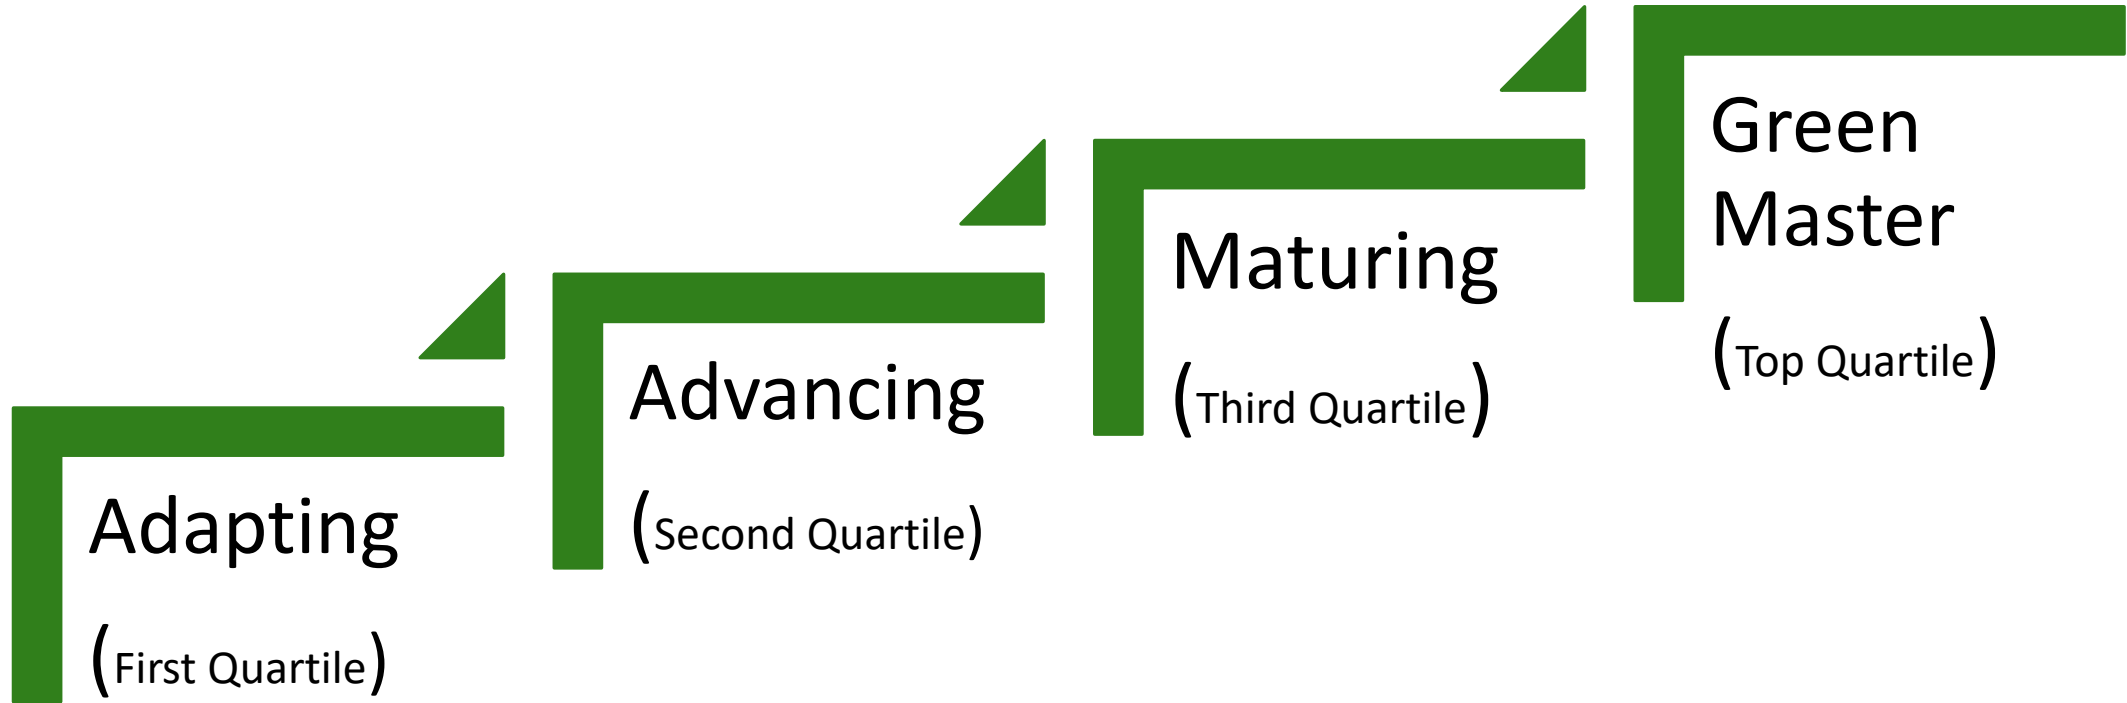 Adapting
(First Quartile)
Advancing
(Second Quartile)
Maturing
(Third Quartile)
Green
Master
(Top Quartile)